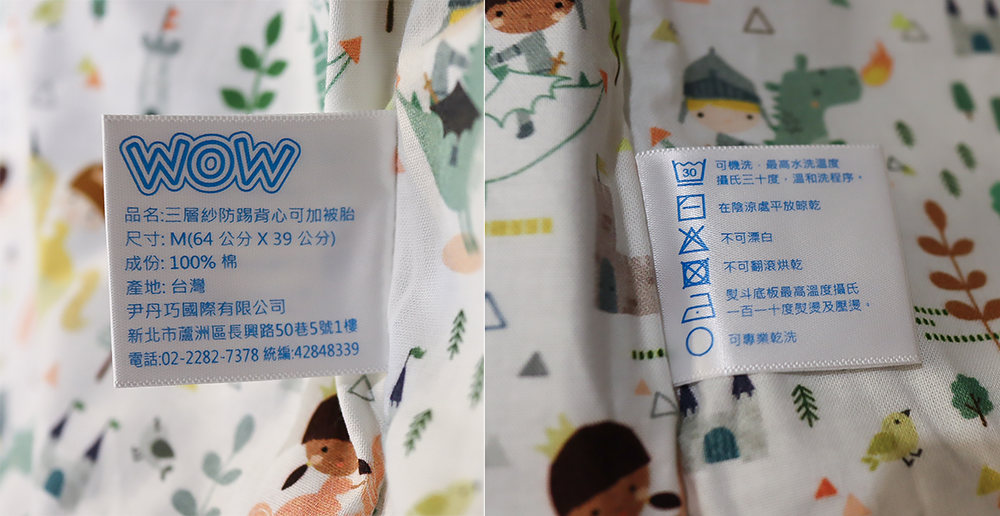 WOW
品名:三層紗防踢背心可加被胎
尺寸: M(64 公分 X 39 公分)
成份: 100% 棉
產地: 台灣
尹丹巧國際有限公司
新北市蘆洲區長興路50巷5號1樓
電話:02-2282-7378 統編:42848339
30
可機洗．最高水洗溫度
攝氏三十度，溫和洗程序。
在陰涼處平放晾乾
不可漂白
不可翻滾烘乾
熨斗底板最高溫度攝氏
一百一十度熨燙及壓燙。
可專業乾洗